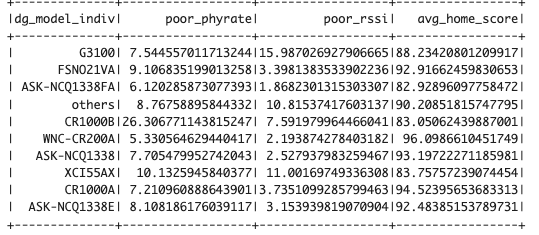 +--------------+------------------+------------------+-----------------+
|dg_model_indiv|      poor_phyrate|         poor_rssi|   avg_home_score|
+--------------+------------------+------------------+-----------------+
|         G3100| 7.544557011713244|15.987026927906665|88.23420801209917|
|      FSNO21VA| 9.106835199013258|3.3981383533902236|92.91662459830653|
| ASK-NCQ1338FA| 6.120285873077393|1.8682301315303307|82.92896097758472|
|        others|  8.76758895844332| 10.81537417603137|90.20851815747795|
|       CR1000B|26.306771143815247| 7.591979964466041|83.05062439887001|
|    WNC-CR200A| 5.330564629440417| 2.193874278403182| 96.0986610451749|
|   ASK-NCQ1338| 7.705479952742043| 2.527937983259467|93.19722271185981|
|       XCI55AX|  10.1325945840377| 11.00169749336308|83.75757239074454|
|       CR1000A| 7.210960888643901|3.7351099285799463|94.52395653683313|
|  ASK-NCQ1338E| 8.108186176039117| 3.153939819070904|92.48385153789731|
+--------------+------------------+------------------+-----------------+